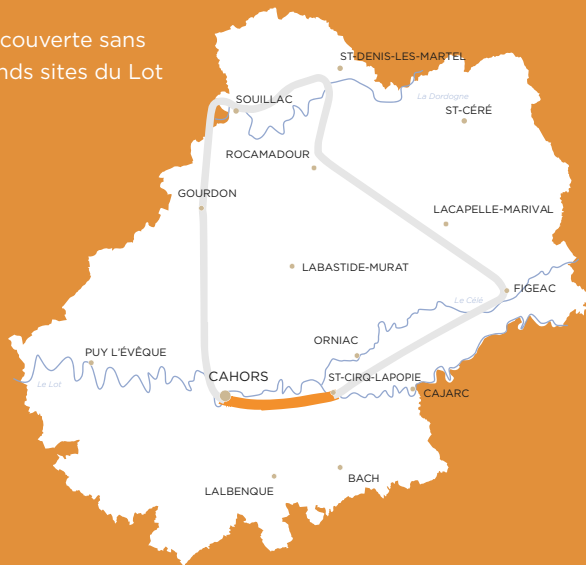 couverte sans
nds sites du Lot
ST-DENIS-LES-MARTEL
La Dordogne
SOUILLAC
ST-CÉRÉ
ROCAMADOUR
GOURDON
LACAPELLE-MARIVAL
LABASTIDE-MURAT
FIGEAC
Le Célé
ORNIAC
PUY L'ÉVÊQUE
CAHORS
ST-CIRQ-LAPOPIE
Le Lot
CAJARC
BACH
LALBENQUE